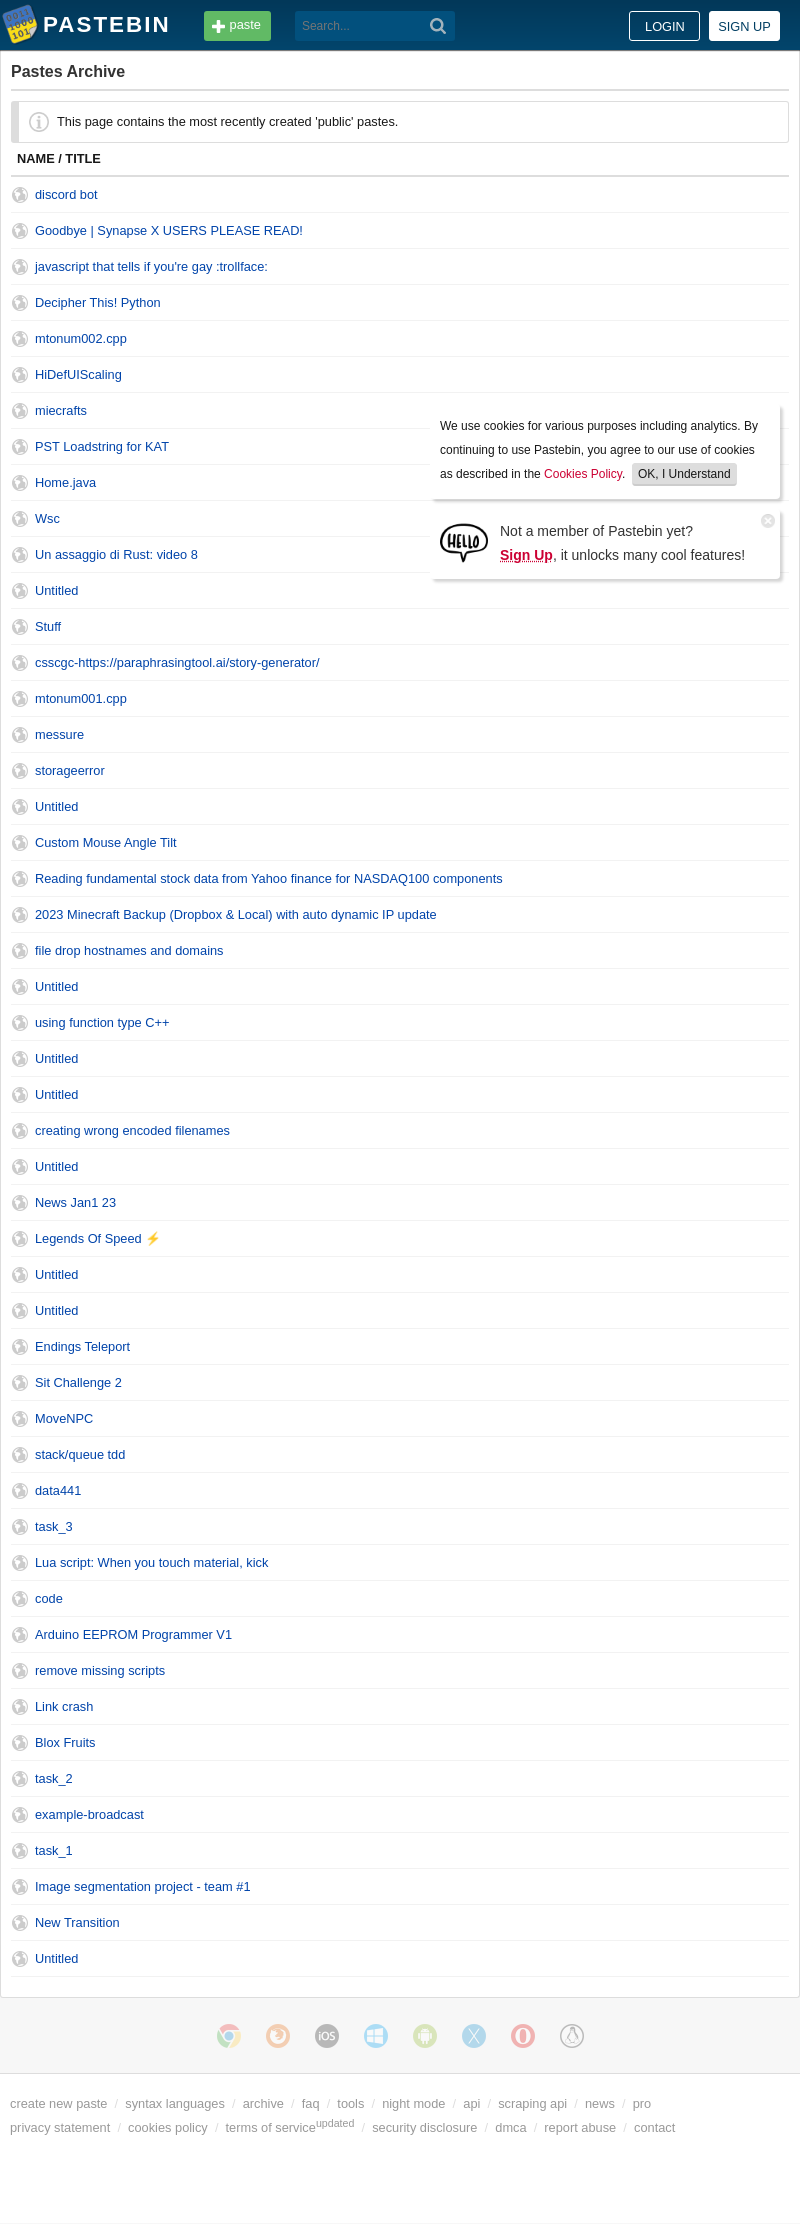 PASTEBIN
paste
Search...
LOGIN
SIGN UP
Pastes Archive
This page contains the most recently created 'public' pastes.
NAME / TITLE
discord bot
Goodbye | Synapse X USERS PLEASE READ!
javascript that tells if you're gay :trollface:
Decipher This! Python
mtonum002.cpp
HiDefUIScaling
miecrafts
PST Loadstring for KAT
Home.java
Wsc
Un assaggio di Rust: video 8
We use cookies for various purposes including analytics. By
continuing to use Pastebin, you agree to our use of cookies
as described in the Cookies Policy. OK, I Understand
HELLO
Not a member of Pastebin yet?
Sign Up, it unlocks many cool features!
Untitled
Stuff
csscgc-https://paraphrasingtool.ai/story-generator/
mtonum001.cpp
messure
storageerror
Untitled
Custom Mouse Angle Tilt
Reading fundamental stock data from Yahoo finance for NASDAQ100 components
2023 Minecraft Backup (Dropbox & Local) with auto dynamic IP update
file drop hostnames and domains
Untitled
using function type C++
Untitled
Untitled
creating wrong encoded filenames
Untitled
News Jan1 23
Legends Of Speed ⚡
Untitled
Untitled
Endings Teleport
Sit Challenge 2
MoveNPC
stack/queue tdd
data441
task_3
Lua script: When you touch material, kick
code
Arduino EEPROM Programmer V1
remove missing scripts
Link crash
Blox Fruits
task_2
example-broadcast
task_1
Image segmentation project - team #1
New Transition
Untitled
iOS
create new paste / syntax languages / archive / faq / tools / night mode / api / scraping api / news / pro
privacy statement / cookies policy / terms of service updated / security disclosure / dmca / report abuse / contact